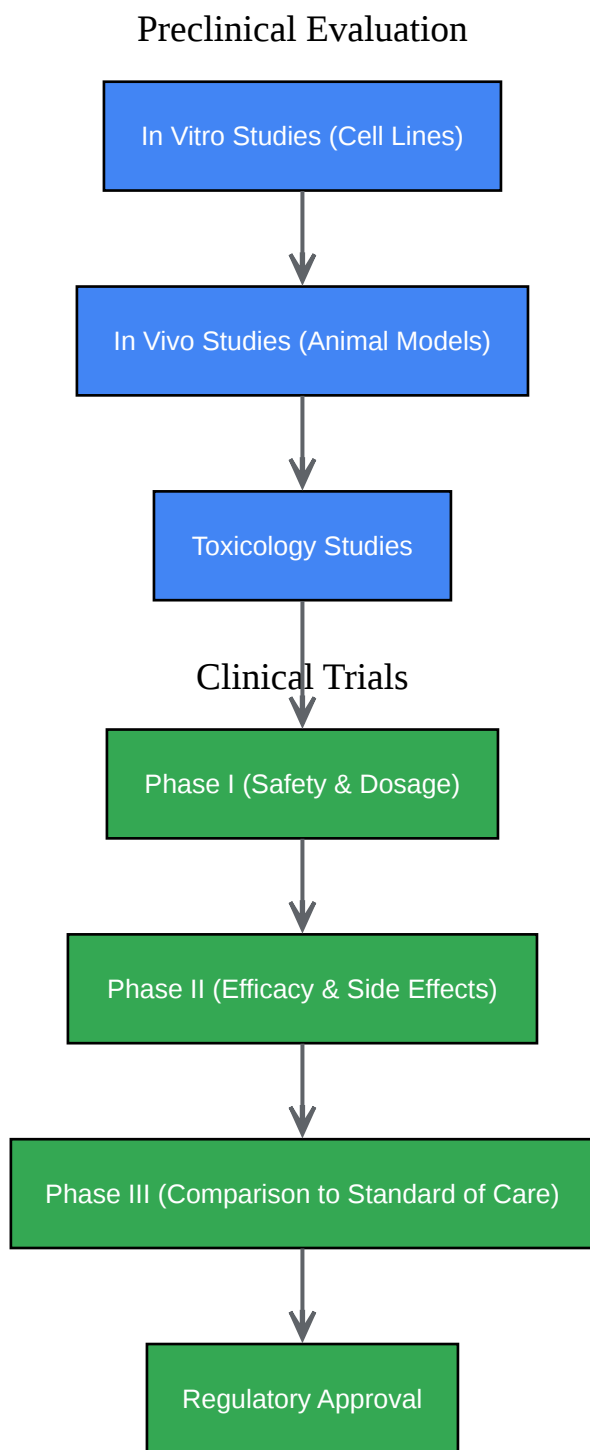 Preclinical Evaluation
In Vitro Studies (Cell Lines)
In Vivo Studies (Animal Models)
Toxicology Studies
Clinical Trials
Phase I (Safety & Dosage)
Phase II (Efficacy & Side Effects)
Phase III (Comparison to Standard of Care)
Regulatory Approval